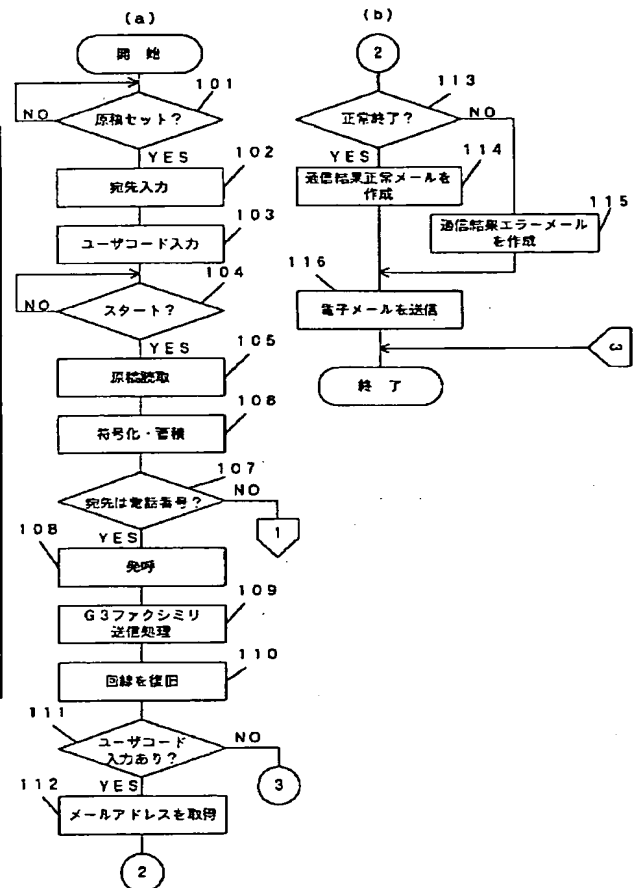 (a)
開始
101
原稿セット?
NO
YES
102
宛先入力
103
ユーザコード入力
104
スタート?
NO
YES
105
原稿読取
106
符号化・蓄積
107
宛先は電話番号?
NO
1
YES
108
発呼
109
G3ファクシミリ
送信処理
110
回線を復旧
111
ユーザコード
入力あり?
NO
3
YES
112
メールアドレスを取得
2
(b)
2
113
正常終了?
NO
YES
114
通信結果正常メールを
作成
115
通信結果エラーメール
を作成
116
電子メールを送信
3
終了